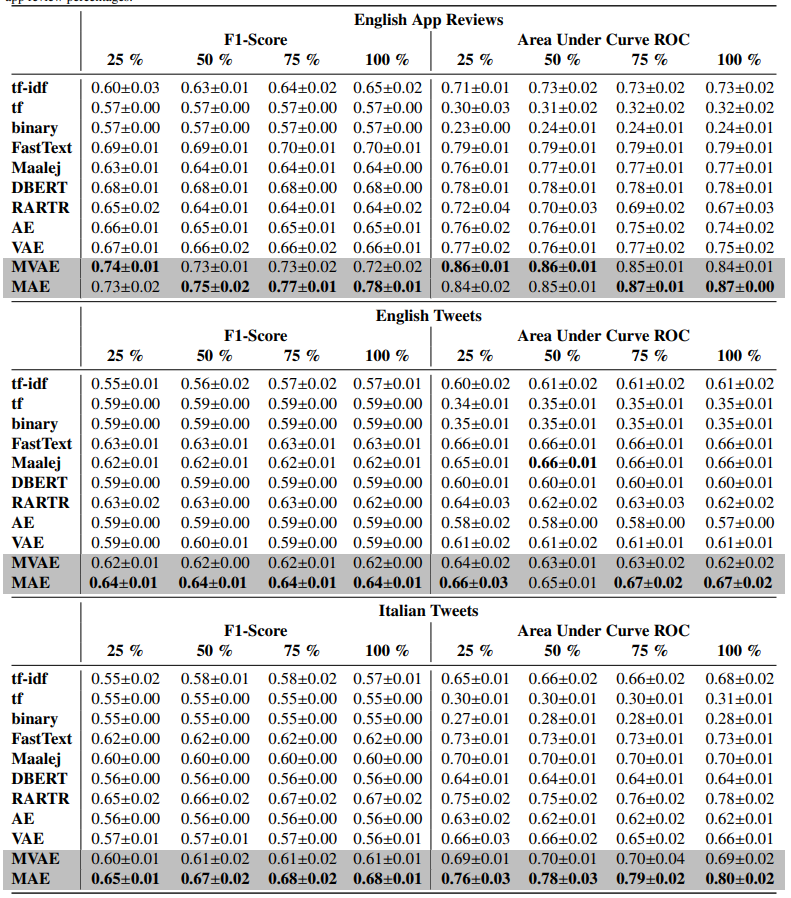 app review percentages.
English App Reviews
F1-Score Area Under Curve ROC
25 % 50 % 75 % 100 % 25 % 50 % 75 % 100 %
tf-idf 0.60±0.03 0.63±0.01 0.64±0.02 0.65±0.02 0.71±0.01 0.73±0.02 0.73±0.02 0.73±0.02
tf 0.57±0.00 0.57±0.00 0.57±0.00 0.57±0.00 0.30±0.03 0.31±0.02 0.32±0.02 0.32±0.02
binary 0.57±0.00 0.57±0.00 0.57±0.00 0.57±0.00 0.23±0.00 0.24±0.01 0.24±0.01 0.24±0.01
FastText 0.69±0.01 0.69±0.01 0.70±0.01 0.70±0.01 0.79±0.01 0.79±0.01 0.79±0.01 0.79±0.01
Maalej 0.63±0.01 0.64±0.01 0.64±0.01 0.64±0.00 0.76±0.01 0.77±0.01 0.77±0.01 0.77±0.01
DBERT 0.68±0.01 0.68±0.01 0.68±0.00 0.68±0.00 0.78±0.01 0.78±0.01 0.78±0.01 0.78±0.01
RARTR 0.65±0.02 0.64±0.01 0.64±0.01 0.64±0.02 0.72±0.04 0.70±0.03 0.69±0.02 0.67±0.03
AE 0.66±0.01 0.65±0.01 0.65±0.01 0.65±0.01 0.76±0.02 0.76±0.01 0.75±0.02 0.74±0.02
VAE 0.67±0.01 0.66±0.02 0.66±0.02 0.66±0.01 0.77±0.02 0.76±0.01 0.77±0.02 0.75±0.02
MVAE 0.74±0.01 0.73±0.01 0.73±0.02 0.72±0.02 0.86±0.01 0.86±0.01 0.85±0.01 0.84±0.01
MAE 0.73±0.02 0.75±0.02 0.77±0.01 0.78±0.01 0.84±0.02 0.85±0.01 0.87±0.01 0.87±0.00
English Tweets
F1-Score Area Under Curve ROC
25 % 50 % 75 % 100 % 25 % 50 % 75 % 100 %
tf-idf 0.55±0.01 0.56±0.02 0.57±0.02 0.57±0.01 0.60±0.02 0.61±0.02 0.61±0.02 0.61±0.02
tf 0.59±0.00 0.59±0.00 0.59±0.00 0.59±0.00 0.34±0.01 0.35±0.01 0.35±0.01 0.35±0.01
binary 0.59±0.00 0.59±0.00 0.59±0.00 0.59±0.00 0.35±0.01 0.35±0.01 0.35±0.01 0.35±0.01
FastText 0.63±0.01 0.63±0.01 0.63±0.01 0.63±0.01 0.66±0.01 0.66±0.01 0.66±0.01 0.66±0.01
Maalej 0.62±0.01 0.62±0.01 0.62±0.01 0.62±0.01 0.65±0.01 0.66±0.01 0.66±0.01 0.66±0.01
DBERT 0.59±0.00 0.59±0.00 0.59±0.00 0.59±0.00 0.60±0.01 0.60±0.01 0.60±0.01 0.60±0.01
RARTR 0.63±0.02 0.63±0.00 0.63±0.00 0.62±0.00 0.64±0.03 0.62±0.02 0.63±0.03 0.62±0.02
AE 0.59±0.00 0.59±0.00 0.59±0.00 0.59±0.00 0.58±0.02 0.58±0.00 0.58±0.00 0.57±0.00
VAE 0.59±0.00 0.60±0.01 0.59±0.00 0.59±0.00 0.61±0.02 0.61±0.02 0.61±0.01 0.61±0.01
MVAE 0.62±0.01 0.62±0.00 0.62±0.01 0.62±0.00 0.64±0.02 0.63±0.01 0.63±0.02 0.62±0.02
MAE 0.64±0.01 0.64±0.01 0.64±0.01 0.64±0.01 0.66±0.03 0.65±0.01 0.67±0.02 0.67±0.02
Italian Tweets
F1-Score Area Under Curve ROC
25 % 50 % 75 % 100 % 25 % 50 % 75 % 100 %
tf-idf 0.55±0.02 0.58±0.01 0.58±0.02 0.57±0.01 0.65±0.01 0.66±0.02 0.66±0.02 0.68±0.02
tf 0.55±0.00 0.55±0.00 0.55±0.00 0.55±0.00 0.30±0.01 0.30±0.01 0.30±0.01 0.31±0.01
binary 0.55±0.00 0.55±0.00 0.55±0.00 0.55±0.00 0.27±0.01 0.28±0.01 0.28±0.01 0.28±0.01
FastText 0.62±0.00 0.62±0.00 0.62±0.00 0.62±0.00 0.73±0.01 0.73±0.01 0.73±0.01 0.73±0.01
Maalej 0.60±0.00 0.60±0.00 0.60±0.00 0.60±0.00 0.70±0.01 0.70±0.01 0.70±0.01 0.70±0.01
DBERT 0.56±0.00 0.56±0.00 0.56±0.00 0.56±0.00 0.64±0.01 0.64±0.01 0.64±0.01 0.64±0.01
RARTR 0.65±0.02 0.66±0.02 0.67±0.02 0.67±0.02 0.75±0.02 0.75±0.02 0.76±0.02 0.78±0.02
AE 0.56±0.00 0.56±0.00 0.56±0.00 0.56±0.00 0.63±0.02 0.62±0.01 0.62±0.02 0.62±0.01
VAE 0.57±0.01 0.57±0.01 0.57±0.00 0.56±0.01 0.66±0.03 0.66±0.02 0.65±0.02 0.66±0.01
MVAE 0.60±0.01 0.61±0.02 0.61±0.02 0.61±0.01 0.69±0.01 0.70±0.01 0.70±0.04 0.69±0.02
MAE 0.65±0.01 0.67±0.02 0.68±0.02 0.68±0.01 0.76±0.03 0.78±0.03 0.79±0.02 0.80±0.02